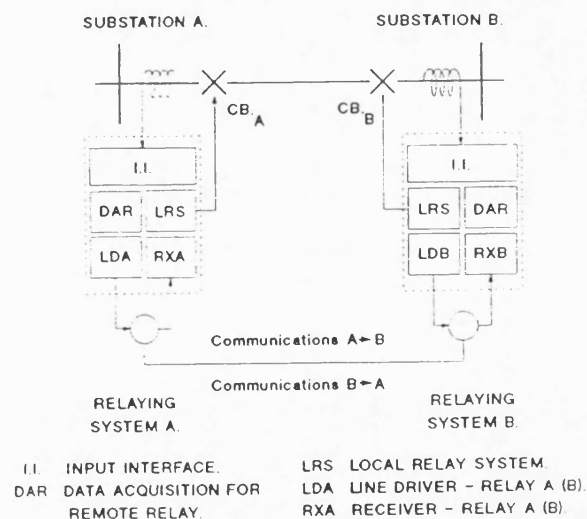 SUBSTATION A. SUBSTATION B.
CB.A CB.B
I.I. I.I.
DAR LRS LRS DAR
LDA RXA LDB RXB
Communications A→B
Communications B→A
RELAYING SYSTEM A. RELAYING SYSTEM B.
I.I. INPUT INTERFACE. LRS LOCAL RELAY SYSTEM.
DAR DATA ACQUISITION FOR LDA LINE DRIVER – RELAY A (B).
REMOTE RELAY. RXA RECEIVER – RELAY A (B).